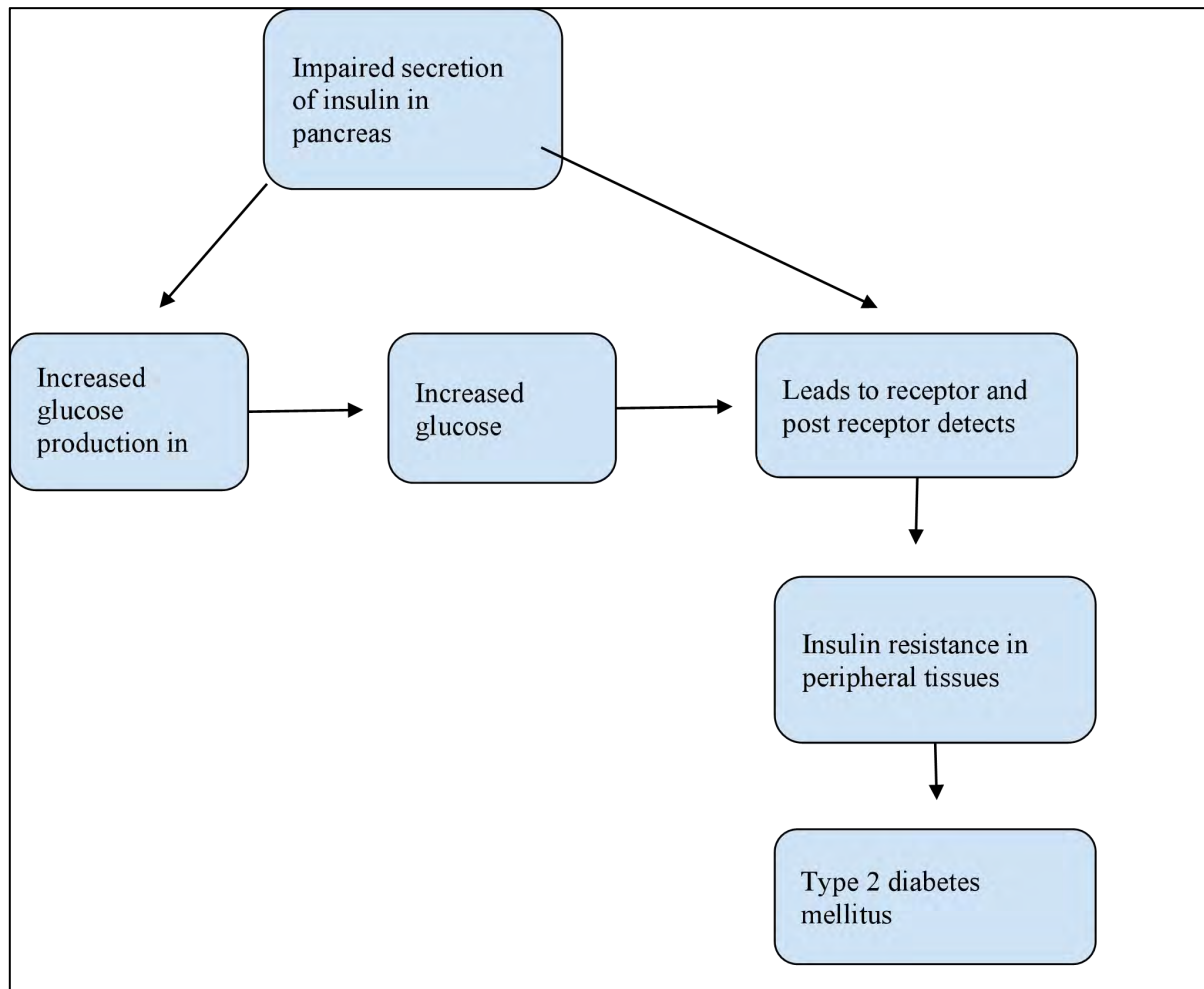 Impaired secretion
of insulin in
pancreas
Increased
glucose
production in
Increased
glucose
Leads to receptor and
post receptor detects
Insulin resistance in
peripheral tissues
Type 2 diabetes
mellitus